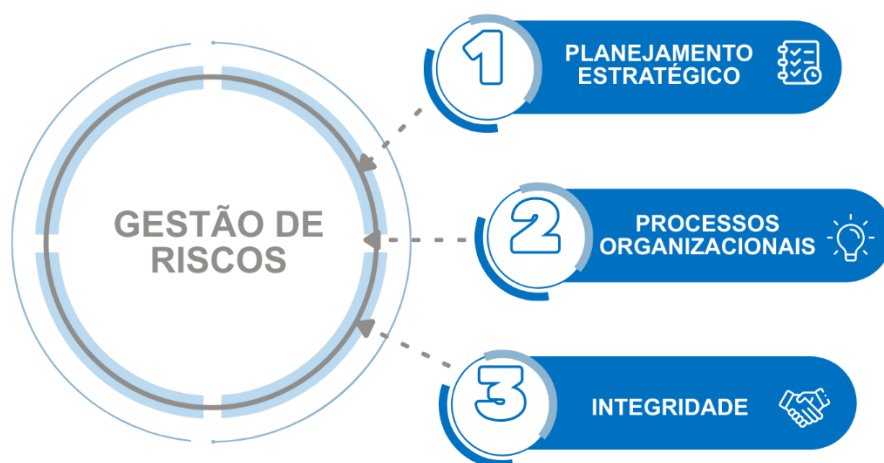 GESTÃO DE
RISCOS
1
PLANEJAMENTO
ESTRATÉGICO
2
PROCESSOS
ORGANIZACIONAIS
3
INTEGRIDADE